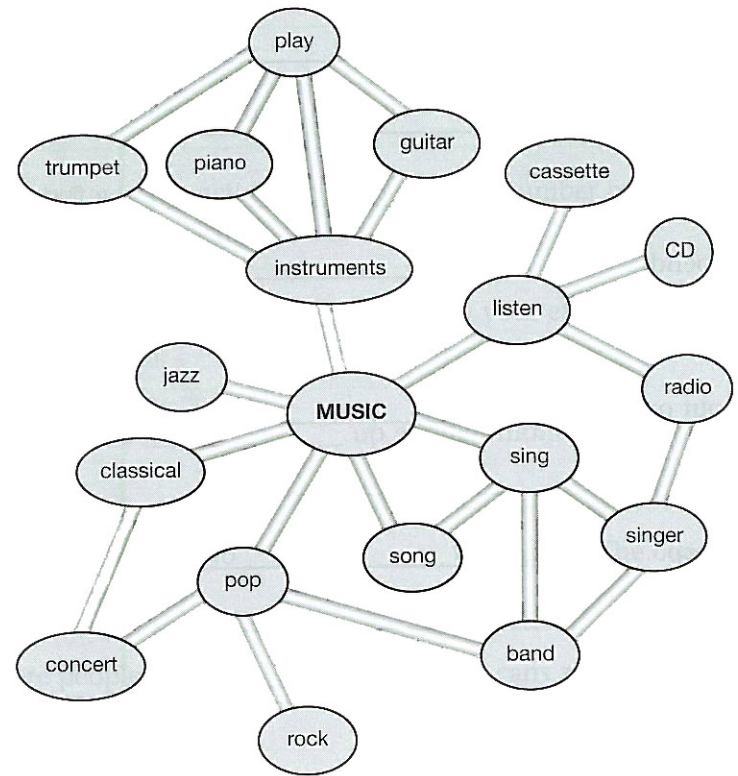 play
trumpet
piano
guitar
cassette
instruments
CD
listen
jazz
radio
MUSIC
classical
sing
song
singer
pop
concert
band
rock